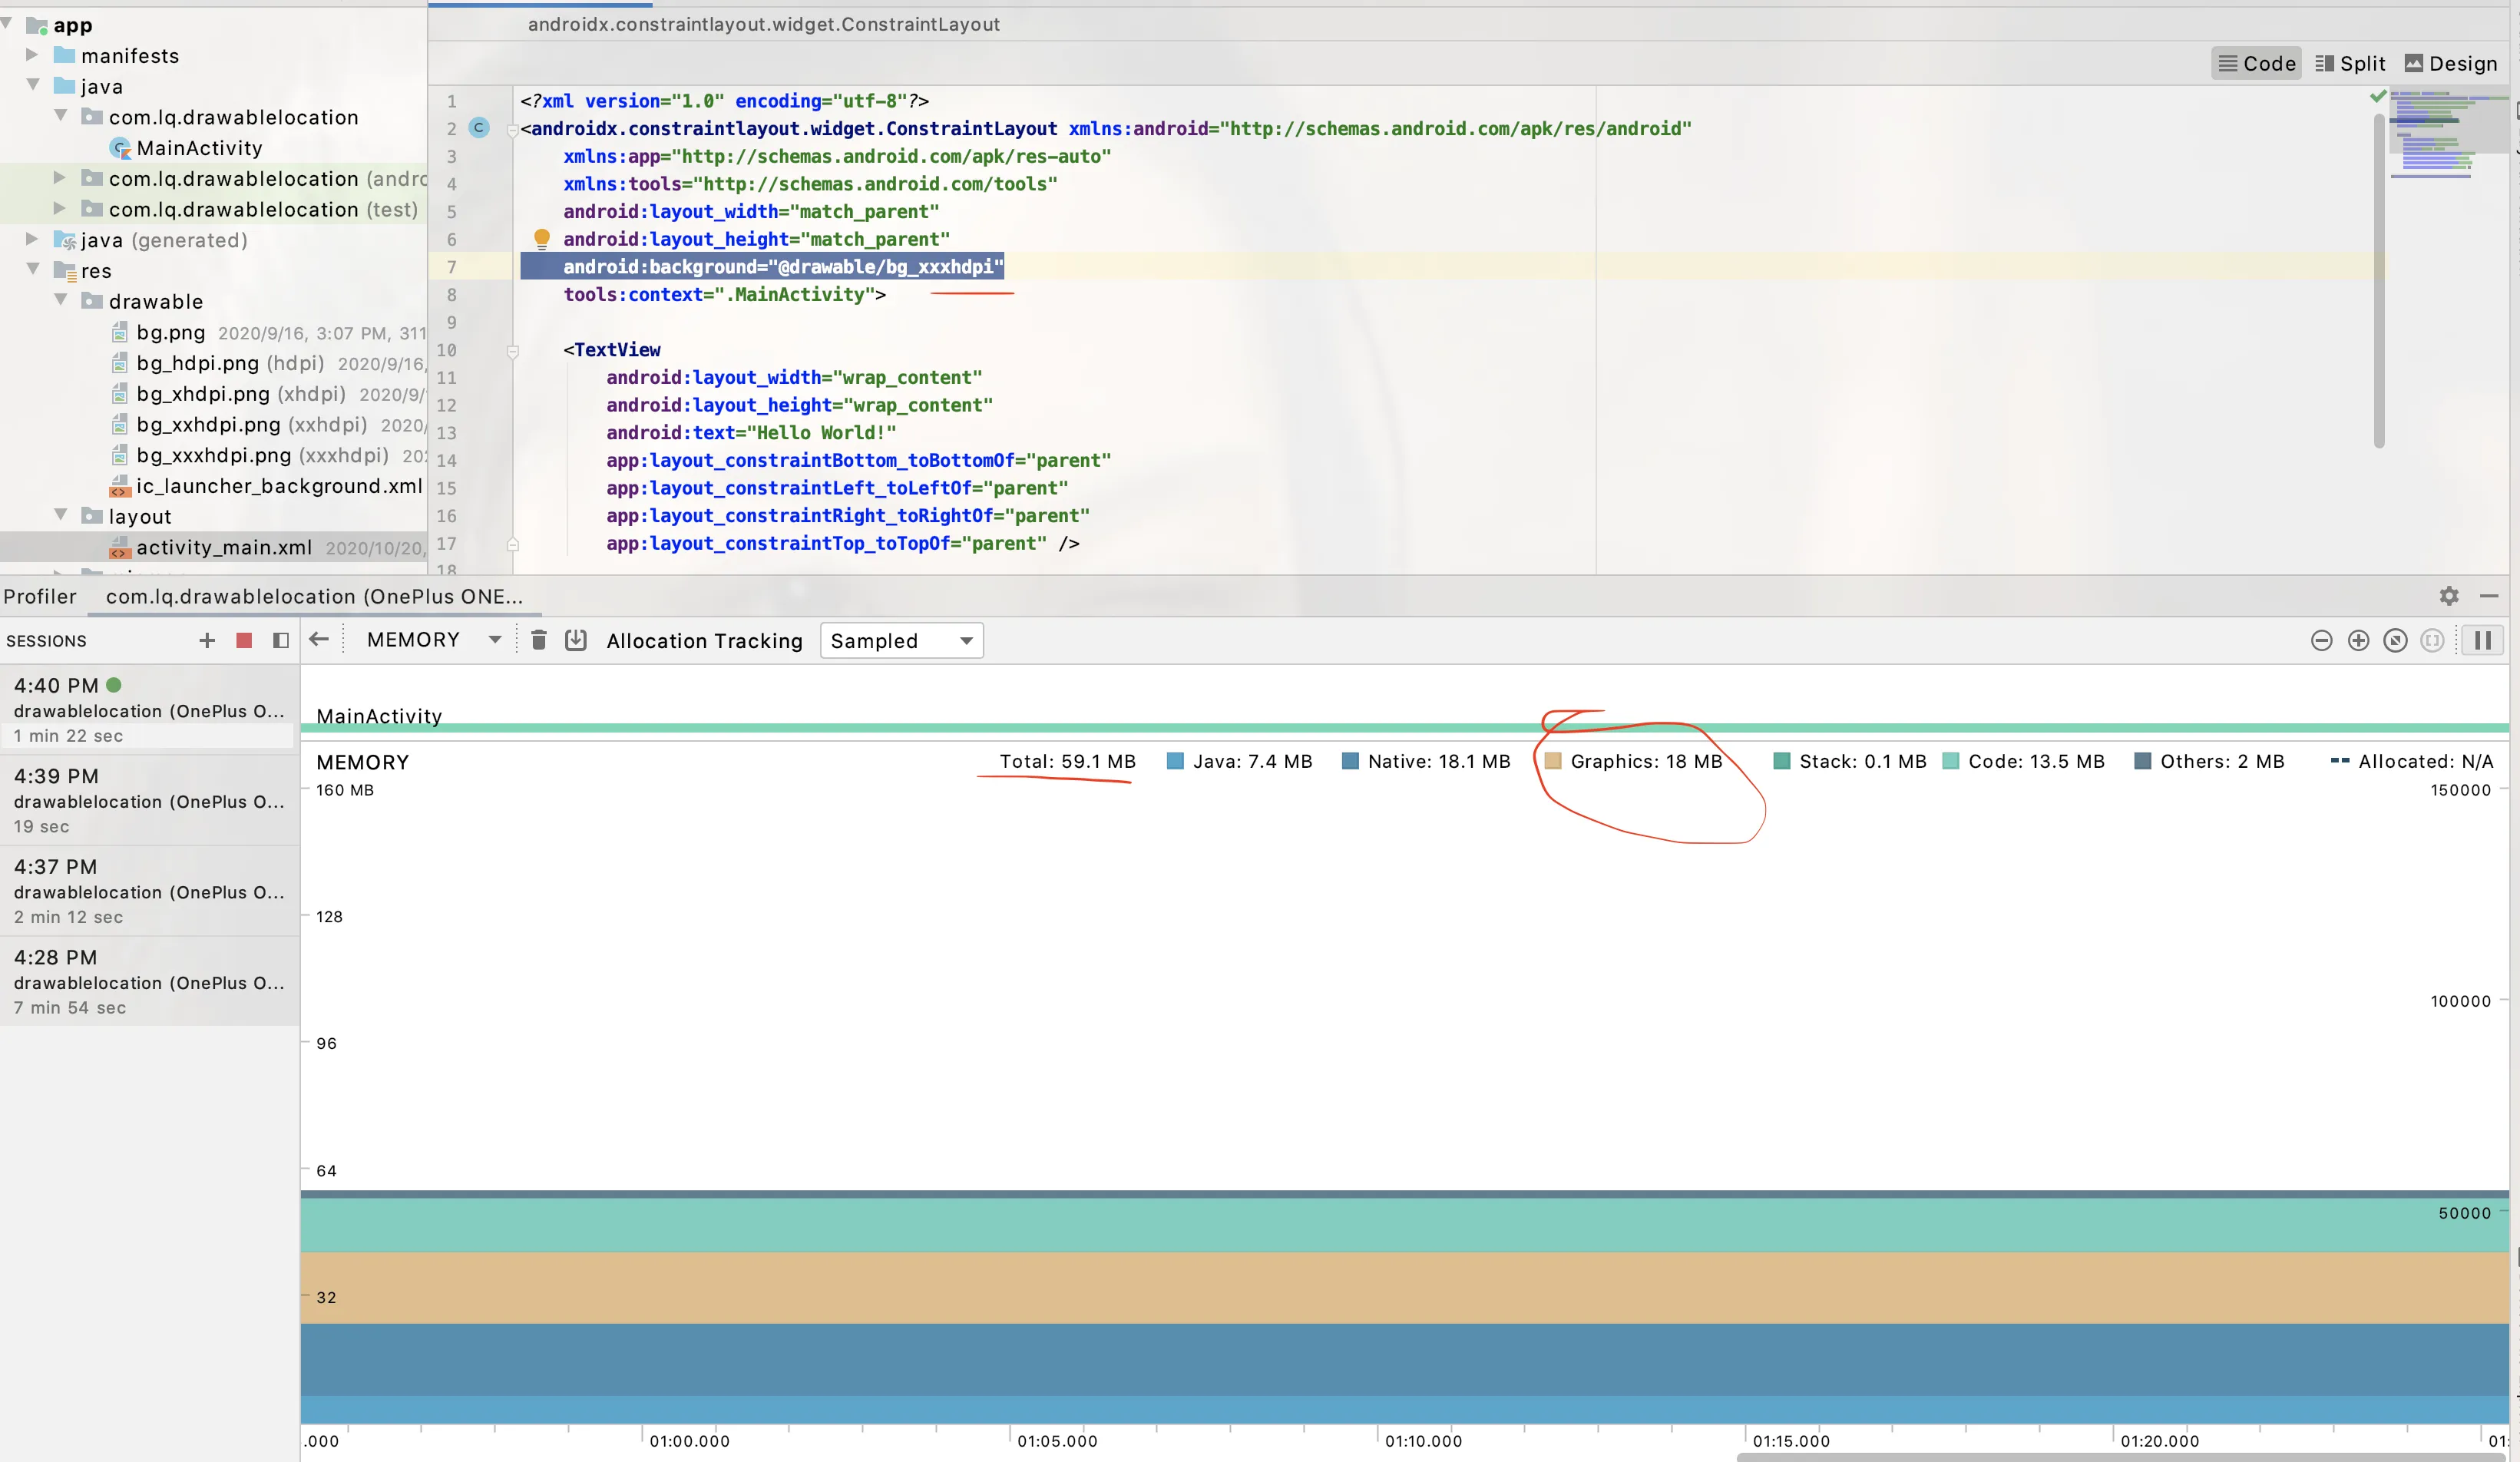 androidx.constraintlayout.widget.ConstraintLayout
Code Split Design
app
manifests
java
com.lq.drawablelocation
MainActivity
com.lq.drawablelocation (andro
com.lq.drawablelocation (test)
java (generated)
res
drawable
bg.png 2020/9/16, 3:07 PM, 311
bg_hdpi.png (hdpi) 2020/9/16,
bg_xhdpi.png (xhdpi) 2020/9/
bg_xxhdpi.png (xxhdpi) 2020/
bg_xxxhdpi.png (xxxhdpi) 202
ic_launcher_background.xml
layout
activity_main.xml 2020/10/20,
1 <?xml version="1.0" encoding="utf-8"?>
2 C <androidx.constraintlayout.widget.ConstraintLayout xmlns:android="http://schemas.android.com/apk/res/android"
3 xmlns:app="http://schemas.android.com/apk/res-auto"
4 xmlns:tools="http://schemas.android.com/tools"
5 android:layout_width="match_parent"
6 android:layout_height="match_parent"
7 android:background="@drawable/bg_xxxhdpi"
8 tools:context=".MainActivity">
9
10 <TextView
11 android:layout_width="wrap_content"
12 android:layout_height="wrap_content"
13 android:text="Hello World!"
14 app:layout_constraintBottom_toBottomOf="parent"
15 app:layout_constraintLeft_toLeftOf="parent"
16 app:layout_constraintRight_toRightOf="parent"
17 app:layout_constraintTop_toTopOf="parent" />
18
Profiler com.lq.drawablelocation (OnePlus ONE...
SESSIONS
MEMORY Allocation Tracking Sampled
4:40 PM
drawablelocation (OnePlus O...
1 min 22 sec
4:39 PM
drawablelocation (OnePlus O...
19 sec
4:37 PM
drawablelocation (OnePlus O...
2 min 12 sec
4:28 PM
drawablelocation (OnePlus O...
7 min 54 sec
MainActivity
MEMORY Total: 59.1 MB Java: 7.4 MB Native: 18.1 MB Graphics: 18 MB Stack: 0.1 MB Code: 13.5 MB Others: 2 MB Allocated: N/A
160 MB 150000
128
100000
96
64
50000
32
.000 01:00.000 01:05.000 01:10.000 01:15.000 01:20.000 01: